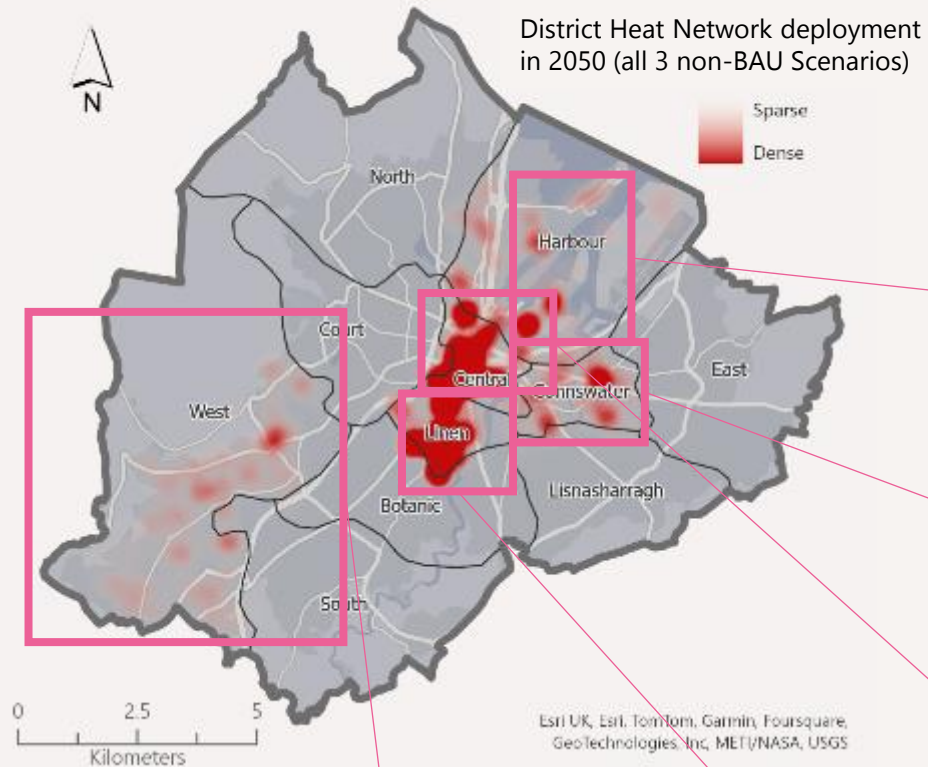 District Heat Network deployment
in 2050 (all 3 non-BAU Scenarios)
N
Sparse
Dense
North
Harbour
Court
East
Central
Connswater
West
Linen
Lisnasharragh
Botanic
South
0 2.5 5
Kilometers
Esri UK, Esri, TomTom, Garmin, Foursquare,
GeoTechnologies, Inc, METI/NASA, USGS